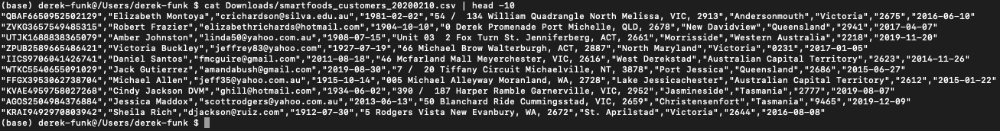 (base) derek-funk@/Users/derek-funk $ cat Downloads/smartfoods_customers_20200210.csv | head -10
"QBAF6650952502129","Elizabeth Montoya","crichardson@silva.edu.au","1981-02-02","54 /  134 William Quadrangle North Melissa, VIC, 2913","Andersonmouth","Victoria","2675","2016-06-10"
"ZVKG3657549485315","Robert Frazier","elizabethrichards@hotmail.com","1904-10-10","0 Derek Promenade Port Michelle, QLD, 2678","New Davidview","Queensland","2941","2017-04-07"
"UTJK1688838365079","Amber Johnston","linda50@yahoo.com.au","1908-07-15","Unit 03  2 Fox Turn St. Jenniferberg, ACT, 2661","Morrisside","Western Australia","2218","2019-11-20"
"ZPUB2589665486421","Victoria Buckley","jeffrey83@yahoo.com","1927-07-19","66 Michael Brow Walterburgh, ACT, 2887","North Maryland","Victoria","0231","2017-01-05"
"IICS97060414267​41","Daniel Santos","fmcguire@gmail.com","2011-08-18","46 Mcfarland Mall Meyerchester, VIC, 2616","West Derekstad","Australian Capital Territory","2623","2014-11-26"
"WTKC5540655091029","Jack Gutierrez","amandabush@gmail.com","2019-08-30","7 /  20 Tiffany Circuit Michaelville, NT, 3878","Port Jessica","Queensland","2686","2015-06-27"
"FFGX3953062738704","Michael Allen","jeff35@yahoo.com.au","1915-10-14","005 Michael Alleyway Moranland, WA, 2728","Lake Jessicachester","Australian Capital Territory","2612","2015-01-22"
"KVAE4959758027268","Cindy Jackson DVM","ghill@hotmail.com","1934-06-02","390 /  187 Harper Ramble Garnerville, VIC, 2952","Jasmineside","Tasmania","2777","2019-08-07"
"AGOS2504984376884","Jessica Maddox","scottrodgers@yahoo.com.au","2013-06-13","50 Blanchard Ride Cummingsstad, VIC, 2659","Christensenfort","Tasmania","9465","2019-12-09"
"KRAI9492970803942","Sheila Rich","djackson@ruiz.com","1912-07-30","5 Rodgers Vista New Evanbury, WA, 2672","St. Aprilstad","Victoria","2644","2016-08-08"
(base) derek-funk@/Users/derek-funk $